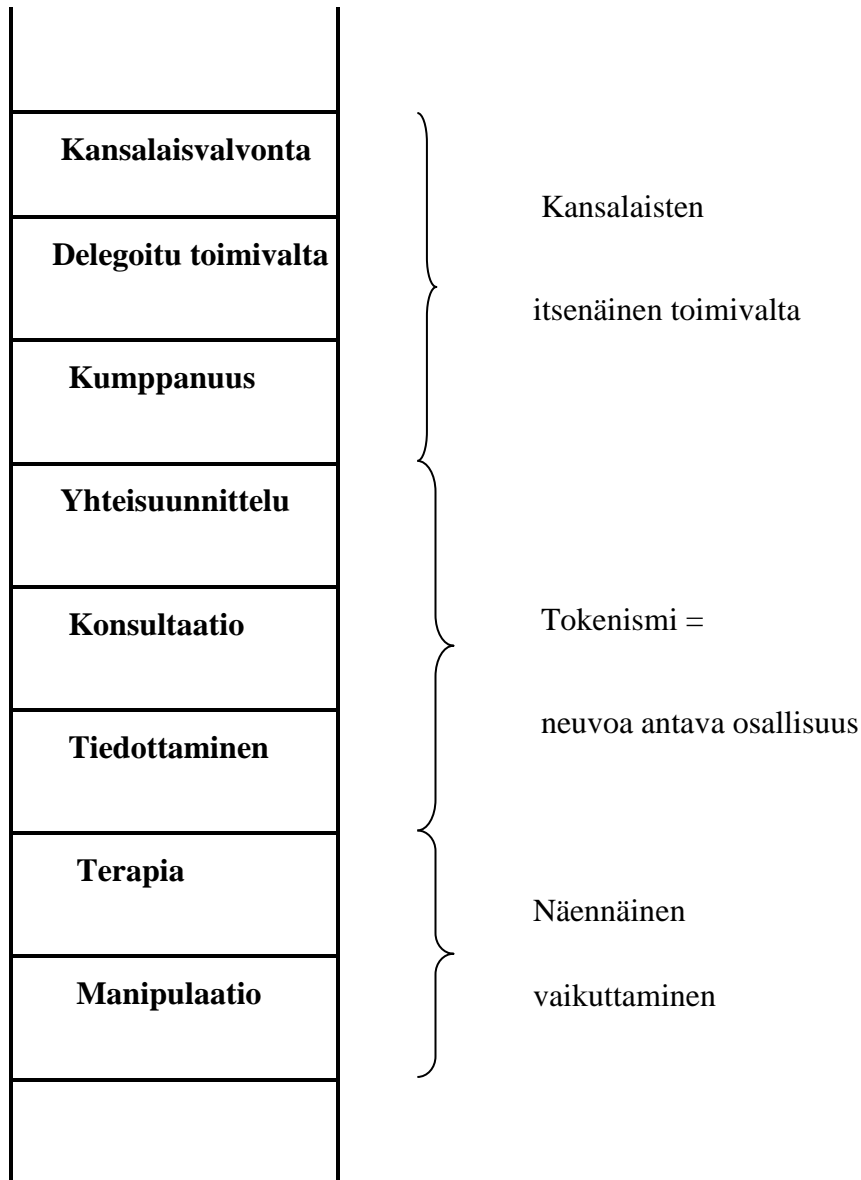 Kansalaisvalvonta
Delegoitu toimivalta
Kumppanuus
Yhteisuunnittelu
Konsultaatio
Tiedottaminen
Terapia
Manipulaatio
Kansalaisten
itsenäinen toimivalta
Tokenismi =
neuvoa antava osallisuus
Näennäinen
vaikuttaminen